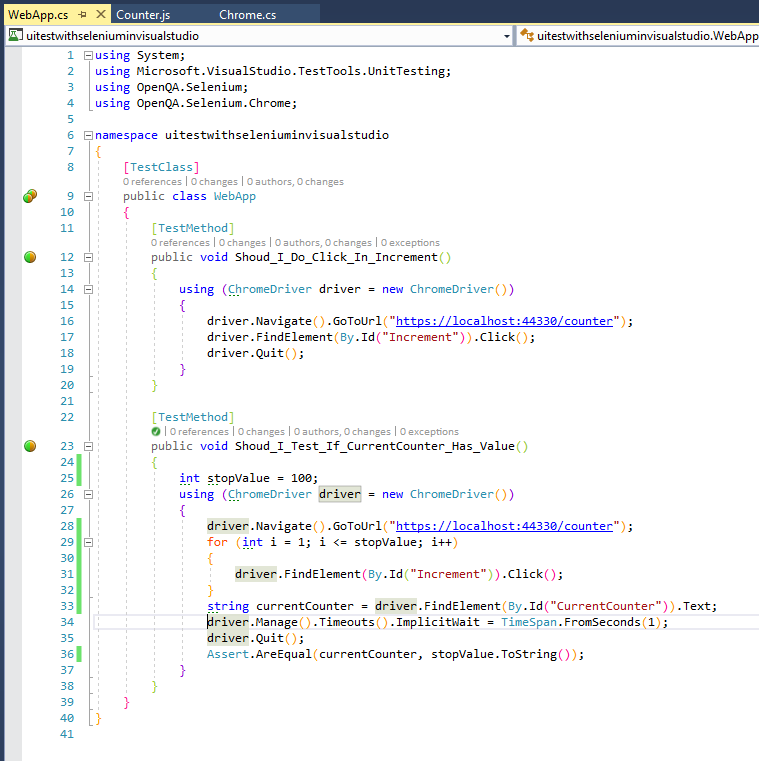 WebApp.cs Counter.js Chrome.cs
uitestwithseleniuminvisualstudio uitestwithseleniuminvisualstudio.WebApp
1 using System;
2 using Microsoft.VisualStudio.TestTools.UnitTesting;
3 using OpenQA.Selenium;
4 using OpenQA.Selenium.Chrome;
5
6 namespace uitestwithseleniuminvisualstudio
7 {
8 [TestClass]
0 references | 0 changes | 0 authors, 0 changes
9 public class WebApp
10 {
11 [TestMethod]
0 references | 0 changes | 0 authors, 0 changes | 0 exceptions
12 public void Shoud_I_Do_Click_In_Increment()
13 {
14 using (ChromeDriver driver = new ChromeDriver())
15 {
16 driver.Navigate().GoToUrl("https://localhost:44330/counter");
17 driver.FindElement(By.Id("Increment")).Click();
18 driver.Quit();
19 }
20 }
21
22 [TestMethod]
| 0 references | 0 changes | 0 authors, 0 changes | 0 exceptions
23 public void Shoud_I_Test_If_CurrentCounter_Has_Value()
24 {
25 int stopValue = 100;
26 using (ChromeDriver driver = new ChromeDriver())
27 {
28 driver.Navigate().GoToUrl("https://localhost:44330/counter");
29 for (int i = 1; i <= stopValue; i++)
30 {
31 driver.FindElement(By.Id("Increment")).Click();
32 }
33 string currentCounter = driver.FindElement(By.Id("CurrentCounter")).Text;
34 driver.Manage().Timeouts().ImplicitWait = TimeSpan.FromSeconds(1);
35 driver.Quit();
36 Assert.AreEqual(currentCounter, stopValue.ToString());
37 }
38 }
39 }
40 }
41